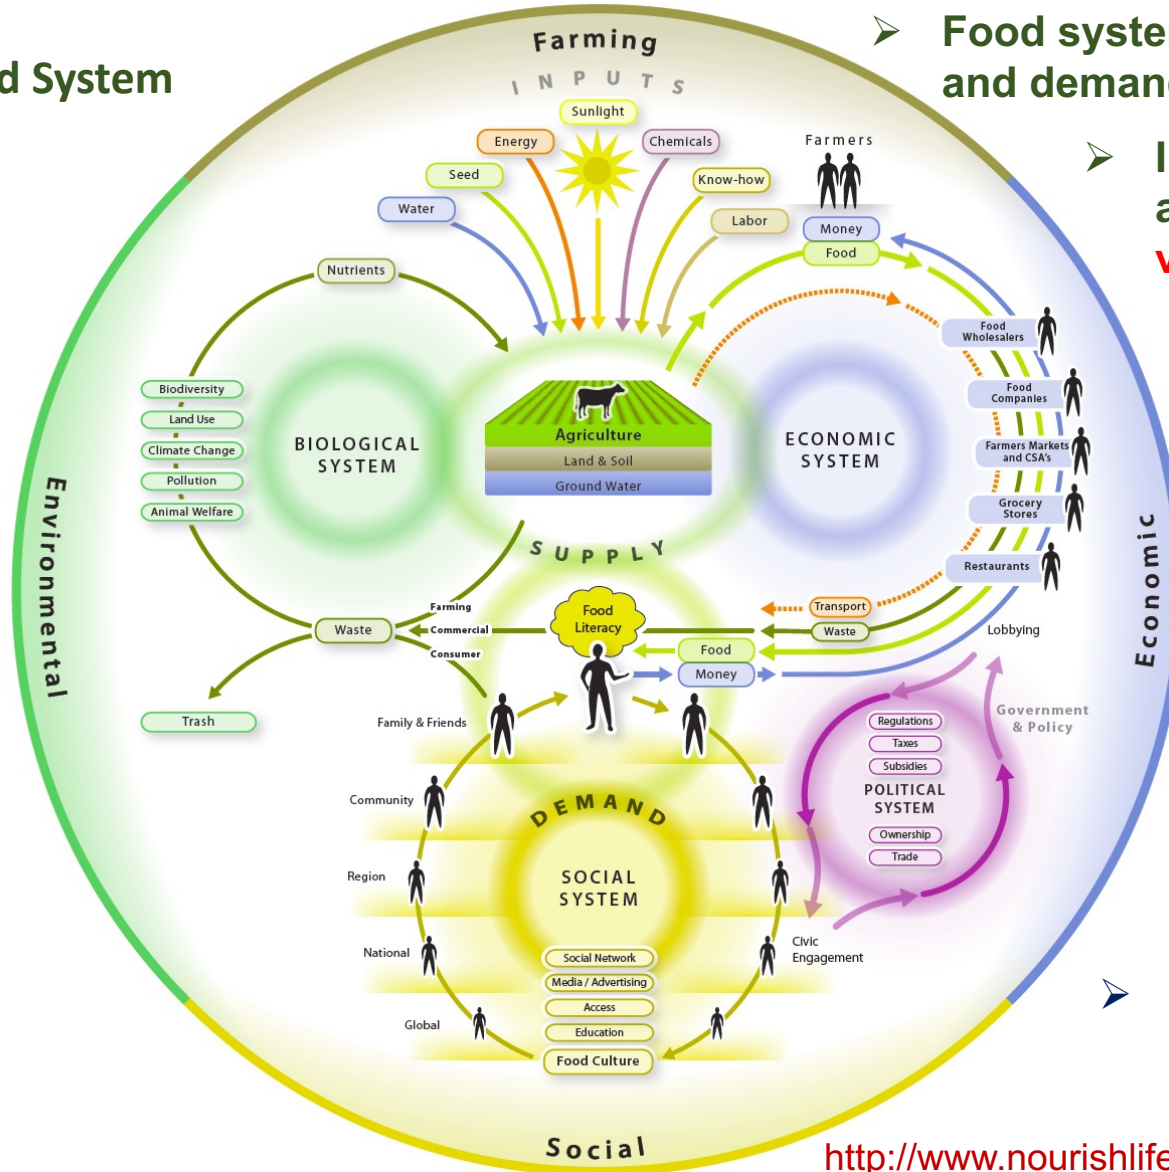 d System
Food syste
and demand
Farming
INPUTS
Sunlight
Energy
Chemicals
Seed
Know-how
Water
Labor
Farmers
Money
Food
Nutrients
Food
Wholesalers
Food
Companies
Farmers Markets
and CSA's
Grocery
Stores
Restaurants
Biodiversity
Land Use
Climate Change
Pollution
Animal Welfare
BIOLOGICAL
SYSTEM
Agriculture
Land & Soil
Ground Water
ECONOMIC
SYSTEM
Environmental
Economic
SUPPLY
Food
Literacy
Farming
Commercial
Consumer
Waste
Trash
Transport
Waste
Food
Money
Lobbying
Government
& Policy
Regulations
Taxes
Subsidies
POLITICAL
SYSTEM
Ownership
Trade
Civic
Engagement
Family & Friends
Community
Region
National
Global
DEMAND
SOCIAL
SYSTEM
Social Network
Media / Advertising
Access
Education
Food Culture
Social
http://www.nourishlife